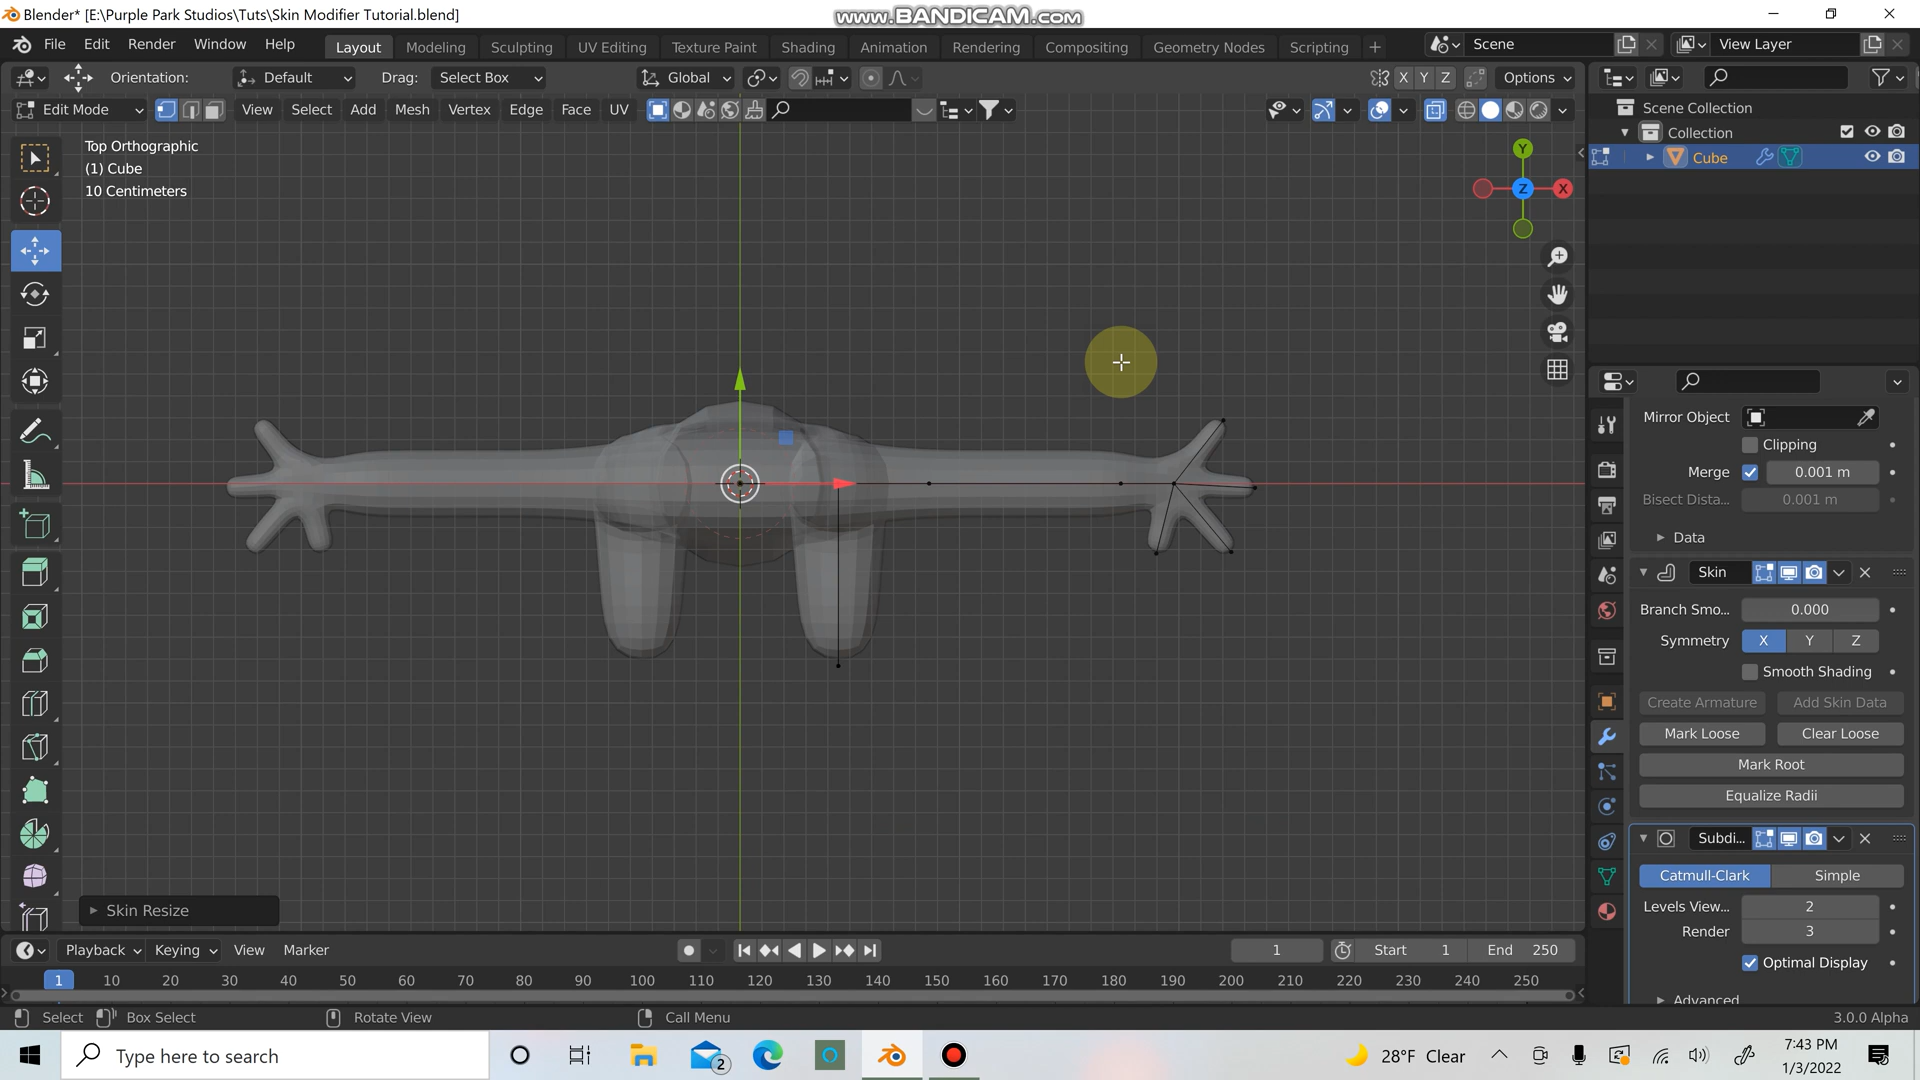 Blender* [E:\Purple Park Studios\Tuts\Skin Modifier Tutorial.blend]
www.BANDICAM.com
File Edit Render Window Help Layout Modeling Sculpting UV Editing Texture Paint Shading Animation Rendering Compositing Geometry Nodes Scripting + Scene View Layer
Orientation: Default Drag: Select Box Global X Y Z Options
Edit Mode View Select Add Mesh Vertex Edge Face UV
Scene Collection
Collection
Cube
Top Orthographic
(1) Cube
10 Centimeters
Y
Z
X
Mirror Object
Clipping
Merge 0.001 m
Bisect Dista... 0.001 m
Data
Skin
Branch Smo... 0.000
Symmetry X Y Z
Smooth Shading
Create Armature Add Skin Data
Mark Loose Clear Loose
Mark Root
Equalize Radii
Subdi...
Catmull-Clark Simple
Levels View... 2
Render 3
Optimal Display
Advanced
Skin Resize
Playback Keying View Marker 1 Start 1 End 250
1 10 20 30 40 50 60 70 80 90 100 110 120 130 140 150 160 170 180 190 200 210 220 230 240 250
Select Box Select Rotate View Call Menu 3.0.0 Alpha
Type here to search 2 28°F Clear 7:43 PM
1/3/2022